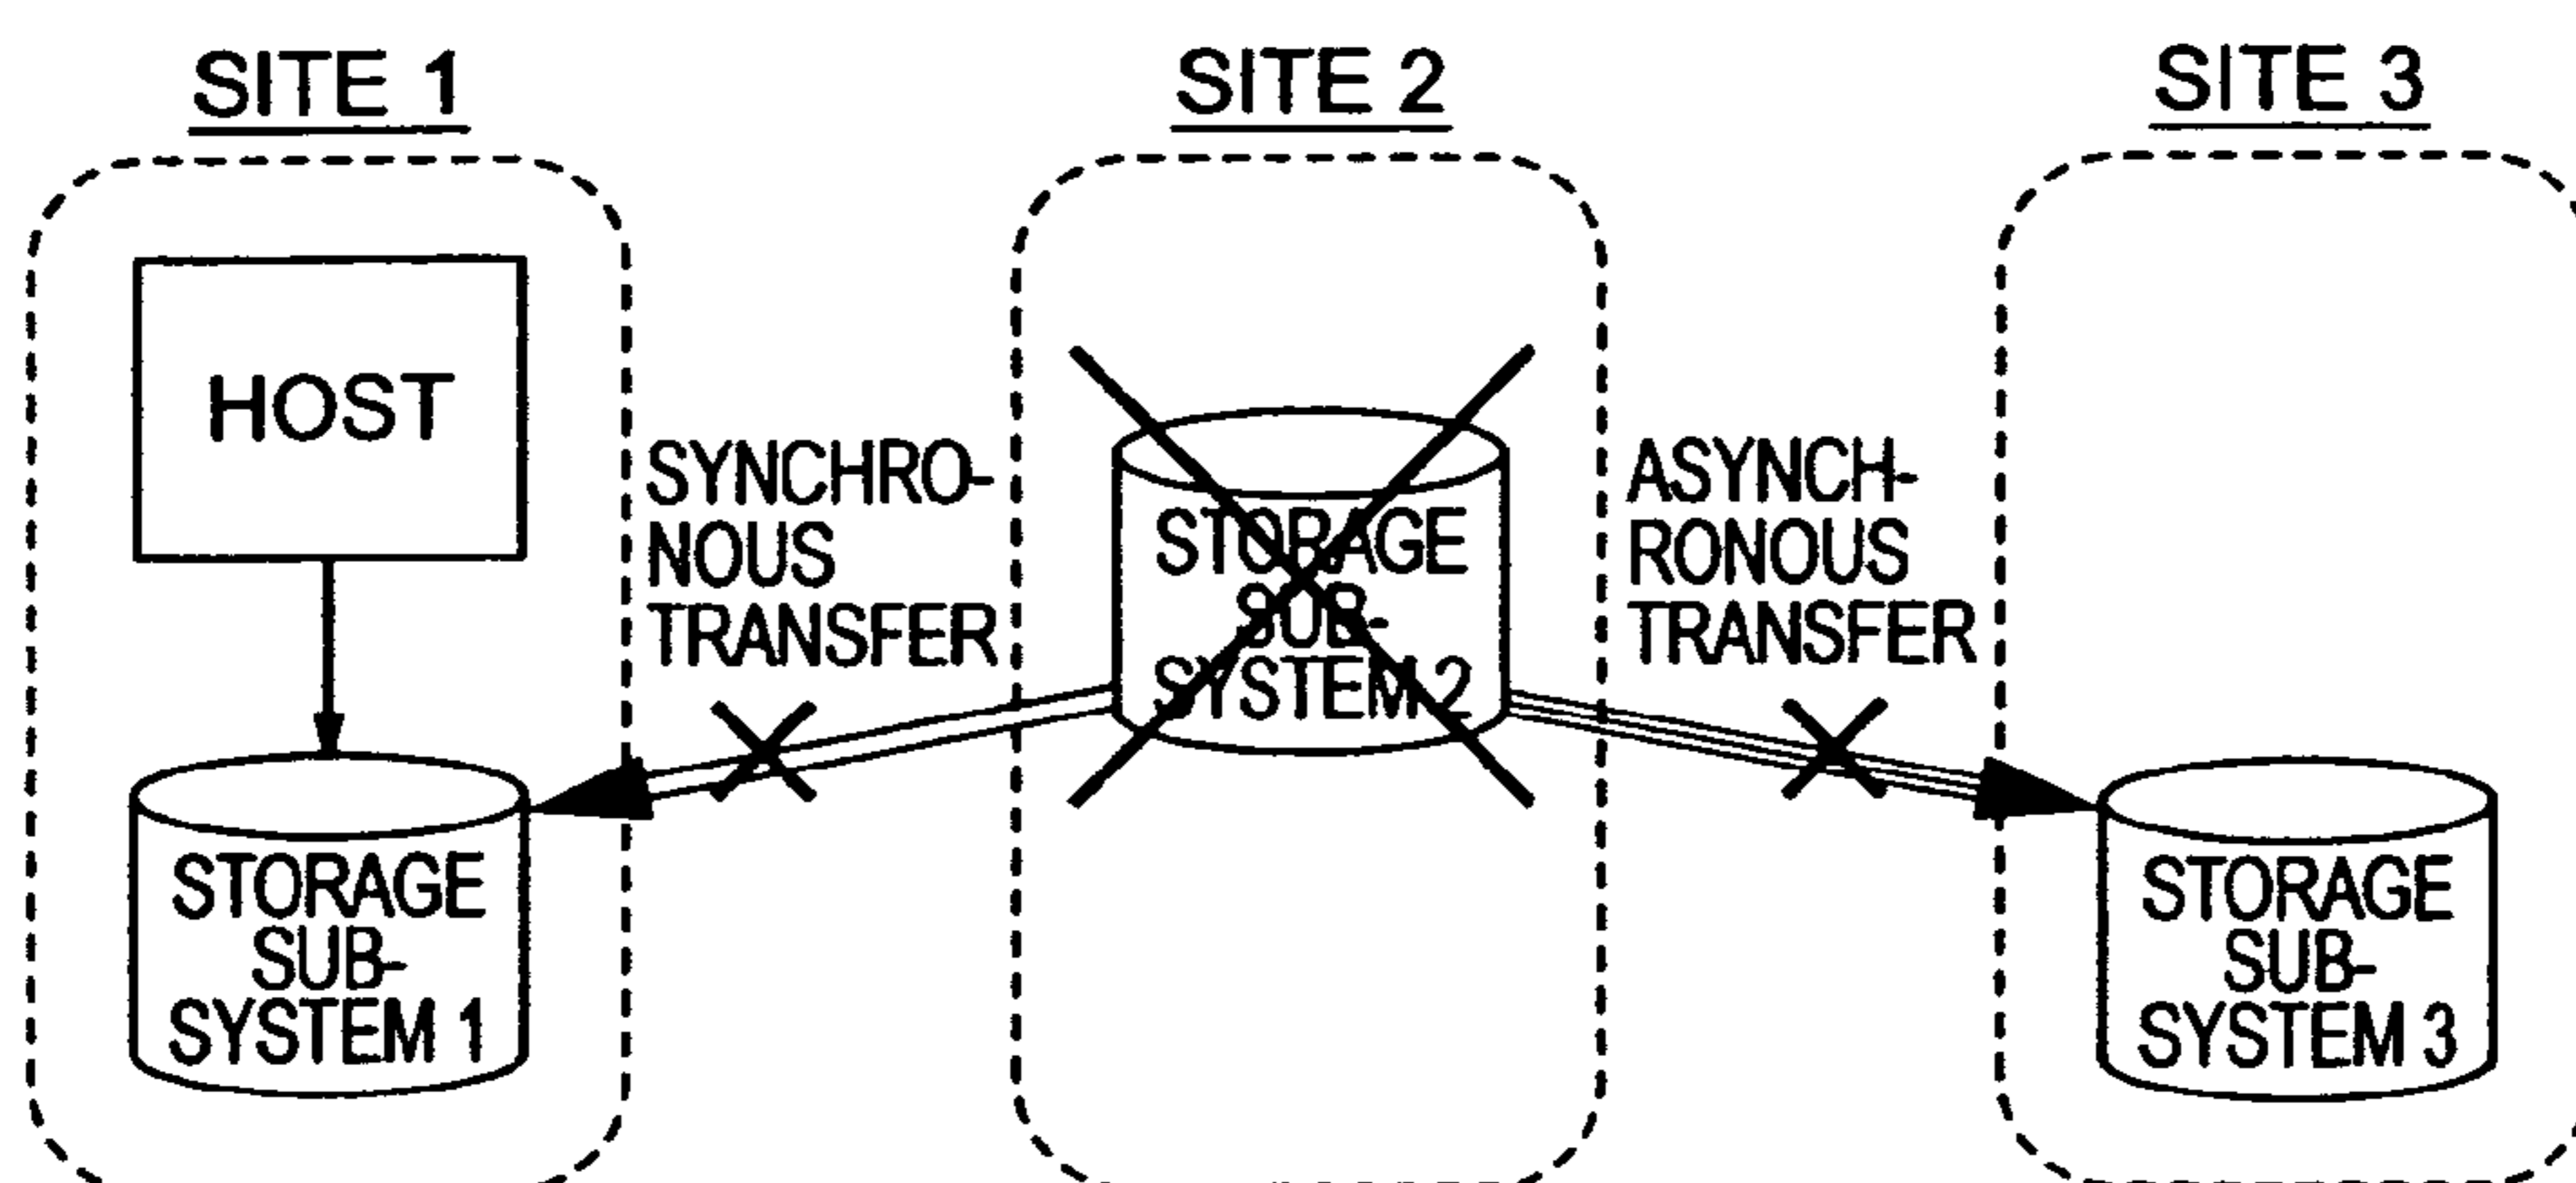 SITE 1
SITE 2
SITE 3
HOST
SYNCHRO-
NOUS
TRANSFER
STORAGE
SUB-
SYSTEM 2
ASYNCH-
RONOUS
TRANSFER
STORAGE
SUB-
SYSTEM 1
STORAGE
SUB-
SYSTEM 3